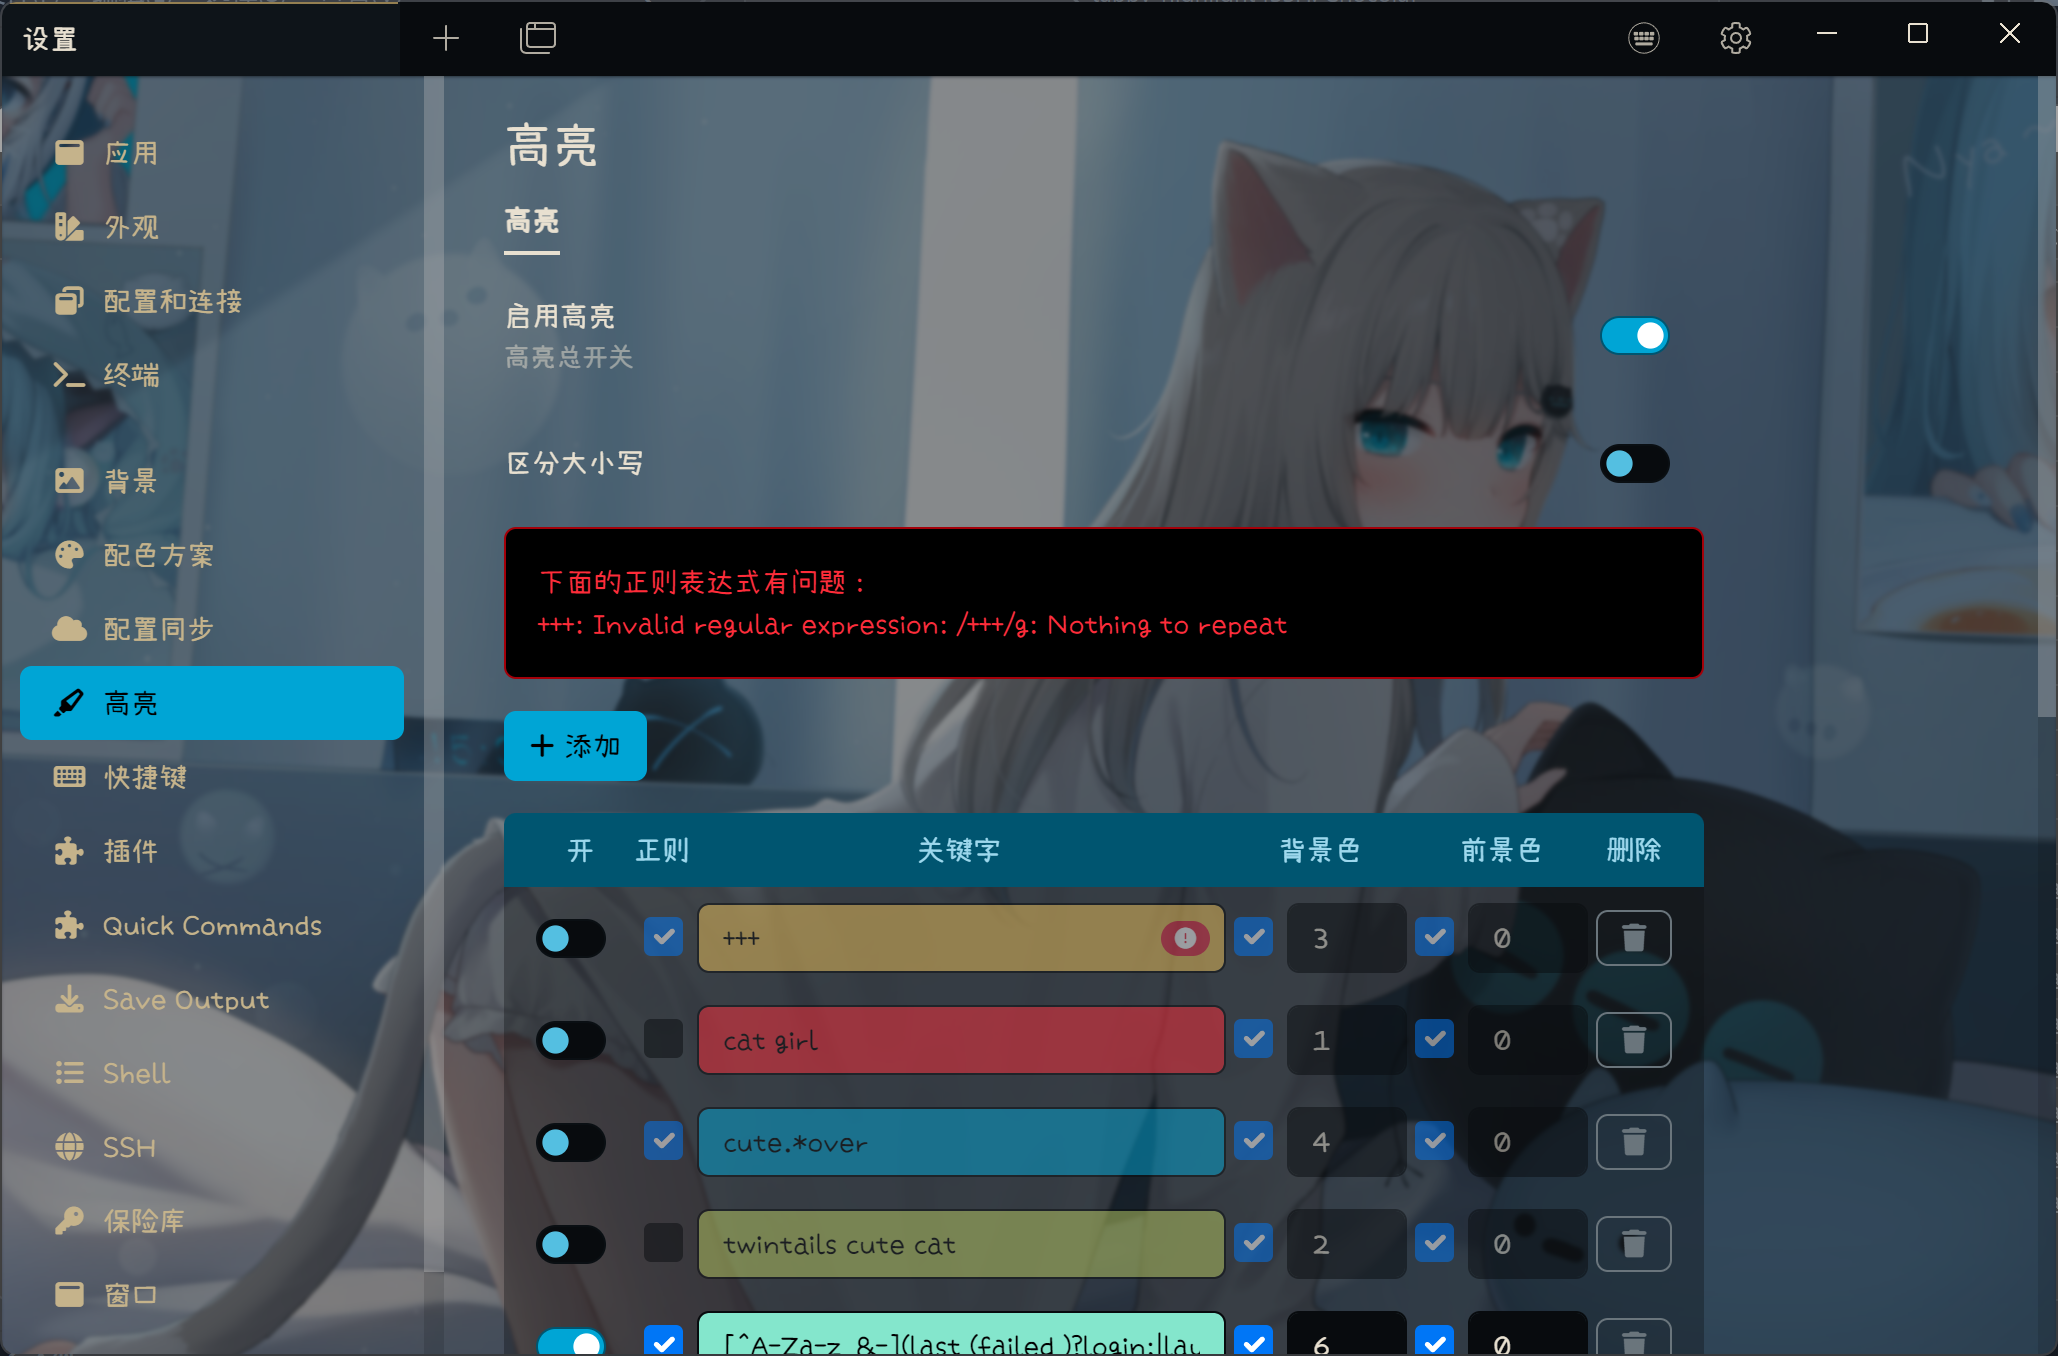 设置
应用
外观
配置和连接
终端
背景
配色方案
配置同步
高亮
快捷键
插件
Quick Commands
Save Output
Shell
SSH
保险库
窗口
高亮
高亮
启用高亮
高亮总开关
区分大小写
下面的正则表达式有问题：
+++: Invalid regular expression: /+++/g: Nothing to repeat
添加
开 正则 关键字 背景色 前景色 删除
+++ 3 0
cat girl 1 0
cute.*over 4 0
twintails cute cat 2 0
[^A-Za-z_&-](last (failed )?login:|lau 6 0
Nya ~